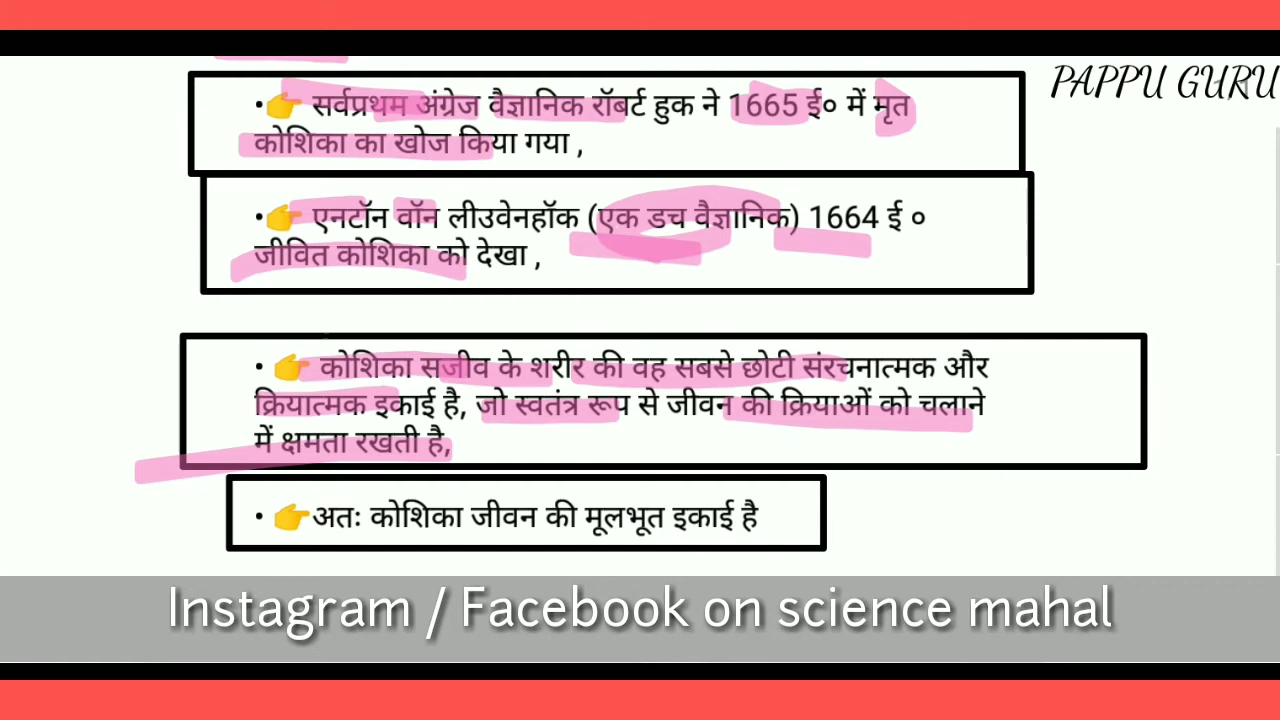 PAPPU GURU
•👉 सर्वप्रथम अंग्रेज वैज्ञानिक रॉबर्ट हुक ने 1665 ई० में मृत
कोशिका का खोज किया गया ,
•👉 एनटॉन वॉन लीउवेनहॉक (एक डच वैज्ञानिक) 1664 ई ०
जीवित कोशिका को देखा ,
• 👉 कोशिका सजीव के शरीर की वह सबसे छोटी संरचनात्मक और
क्रियात्मक इकाई है, जो स्वतंत्र रूप से जीवन की क्रियाओं को चलाने
में क्षमता रखती है,
• 👉अतः कोशिका जीवन की मूलभूत इकाई है
Instagram / Facebook on science mahal